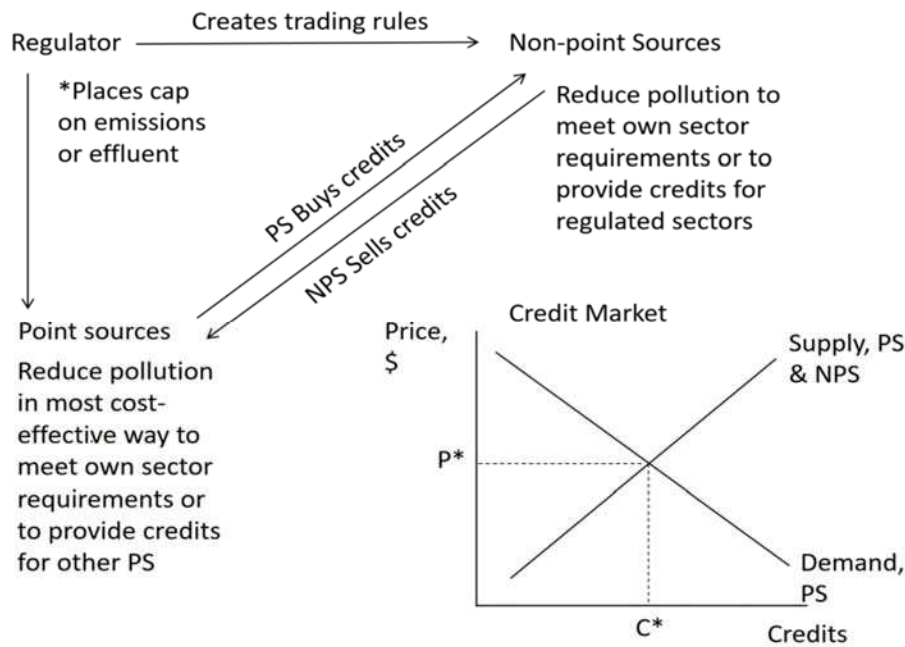 Creates trading rules
Regulator
Non-point Sources
*Places cap
on emissions
or effluent
Reduce pollution to
meet own sector
requirements or to
provide credits for
regulated sectors
PS Buys credits
NPS Sells credits
Point sources
Reduce pollution
in most cost-
effective way to
meet own sector
requirements or
to provide credits
for other PS
Credit Market
Price,
$
Supply, PS
& NPS
P*
Demand,
PS
C*
Credits